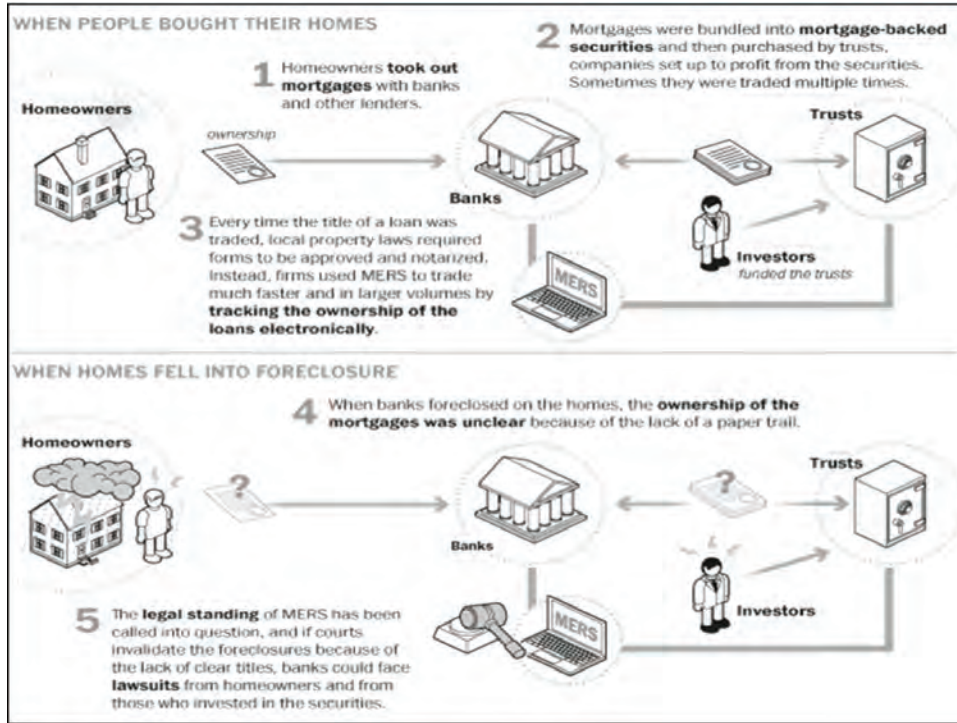 WHEN PEOPLE BOUGHT THEIR HOMES
1 Homeowners took out
mortgages with banks
and other lenders.
2 Mortgages were bundled into mortgage-backed
securities and then purchased by trusts,
companies set up to profit from the securities.
Sometimes they were traded multiple times.
Homeowners
ownership
Banks
Trusts
Investors
funded the trusts
3 Every time the title of a loan was
traded, local property laws required
forms to be approved and notarized.
Instead, firms used MERS to trade
much faster and in larger volumes by
tracking the ownership of the
loans electronically.
MERS
WHEN HOMES FELL INTO FORECLOSURE
4 When banks foreclosed on the homes, the ownership of the
mortgages was unclear because of the lack of a paper trail.
Homeowners
?
Banks
?
Trusts
Investors
5 The legal standing of MERS has been
called into question, and if courts
invalidate the foreclosures because of
the lack of clear titles, banks could face
lawsuits from homeowners and from
those who invested in the securities.
MERS